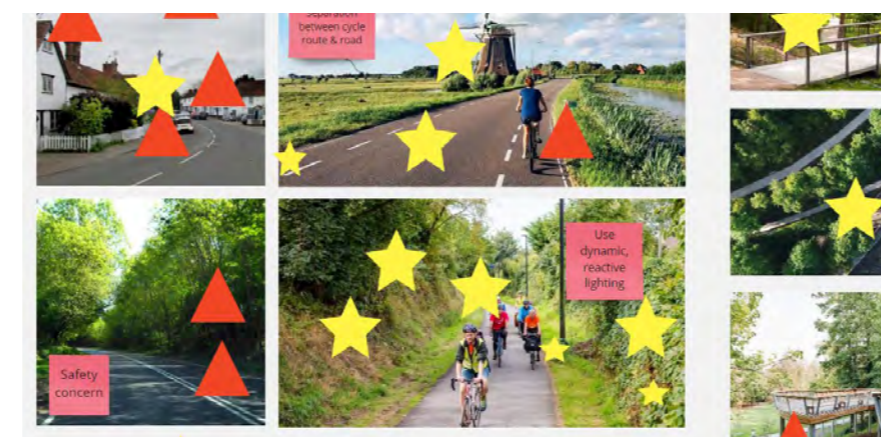 Separation
between cycle
route & road
Use
dynamic,
reactive
lighting
Safety
concern